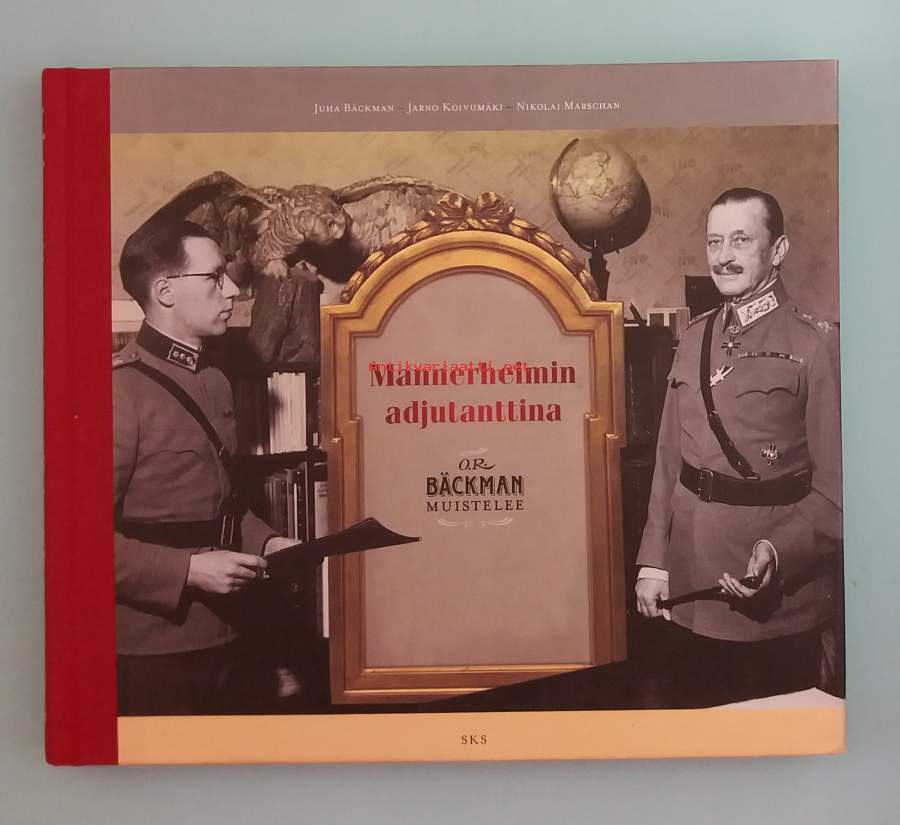 JUHA BÄCKMAN – JARNO KOIVUMÄKI – NIKOLAI MARSCHAN
Antikvariaatti.net
Mannerheimin
adjutanttina
O.R.
BÄCKMAN
MUISTELEE
SKS